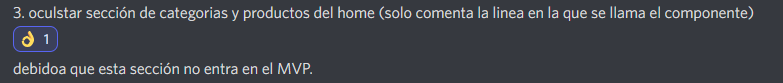 3. oculstar sección de categorias y productos del home (solo comenta la linea en la que se llama el componente)
👌 1
debidoa que esta sección no entra en el MVP.